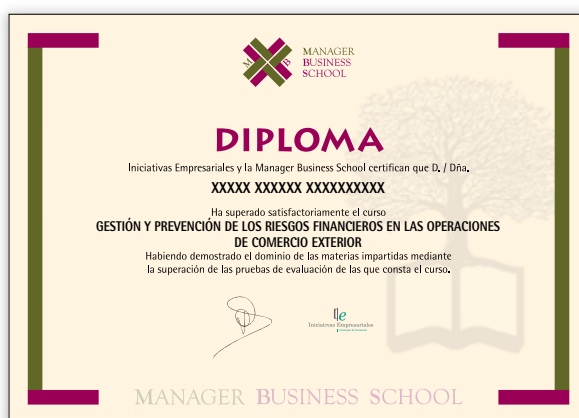 M B
MANAGER
BUSINESS
SCHOOL
DIPLOMA
Iniciativas Empresariales y la Manager Business School certifican que D. / Dña.
XXXXX XXXXXX XXXXXXXXXX
Ha superado satisfactoriamente el curso
GESTIÓN Y PREVENCIÓN DE LOS RIESGOS FINANCIEROS EN LAS OPERACIONES
DE COMERCIO EXTERIOR
Habiendo demostrado el dominio de las materias impartidas mediante
la superación de las pruebas de evaluación de las que consta el curso.
Ie
Iniciativas Empresariales
MANAGER BUSINESS SCHOOL